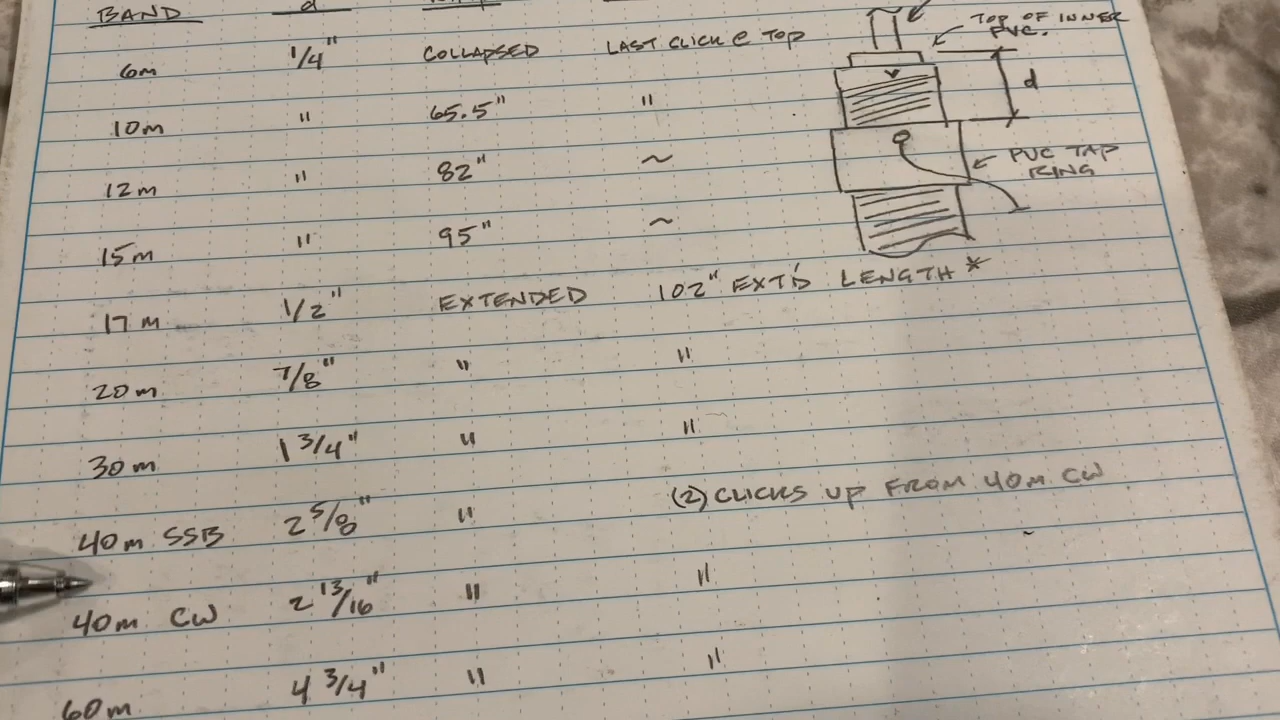 BAND d
6m 1/4" COLLAPSED LAST CLICK @ TOP
10m " 65.5" "
12m " 82" ~
15m " 95" ~
17m 1/2" EXTENDED 102" EXT'D LENGTH *
20m 7/8" " "
30m 1 3/4" " "
40m SSB 2 5/8" " (2) CLICKS UP FROM 40m CW
40m CW 2 13/16" " "
60m 4 3/4" " "
TOP OF INNER
PVC.
d
PVC TAP
RING